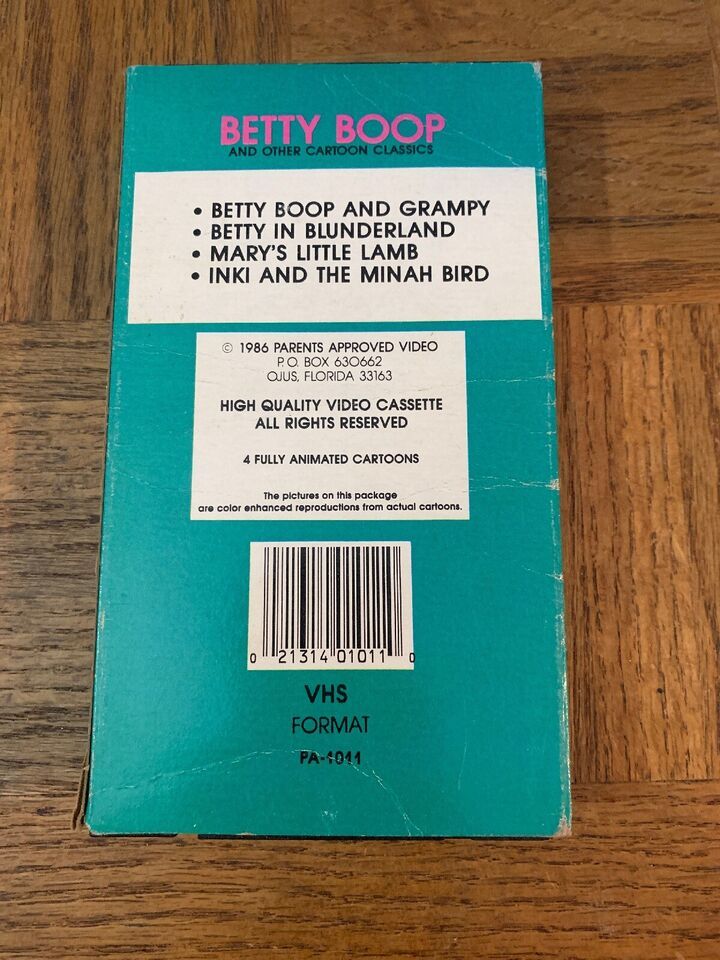 BETTY BOOP
AND OTHER CARTOON CLASSICS
• BETTY BOOP AND GRAMPY
• BETTY IN BLUNDERLAND
• MARY'S LITTLE LAMB
• INKI AND THE MINAH BIRD
© 1986 PARENTS APPROVED VIDEO
P.O. BOX 630662
OJUS, FLORIDA 33163
HIGH QUALITY VIDEO CASSETTE
ALL RIGHTS RESERVED
4 FULLY ANIMATED CARTOONS
The pictures on this package
are color enhanced reproductions from actual cartoons.
0 21314 01011 0
VHS
FORMAT
PA-1011